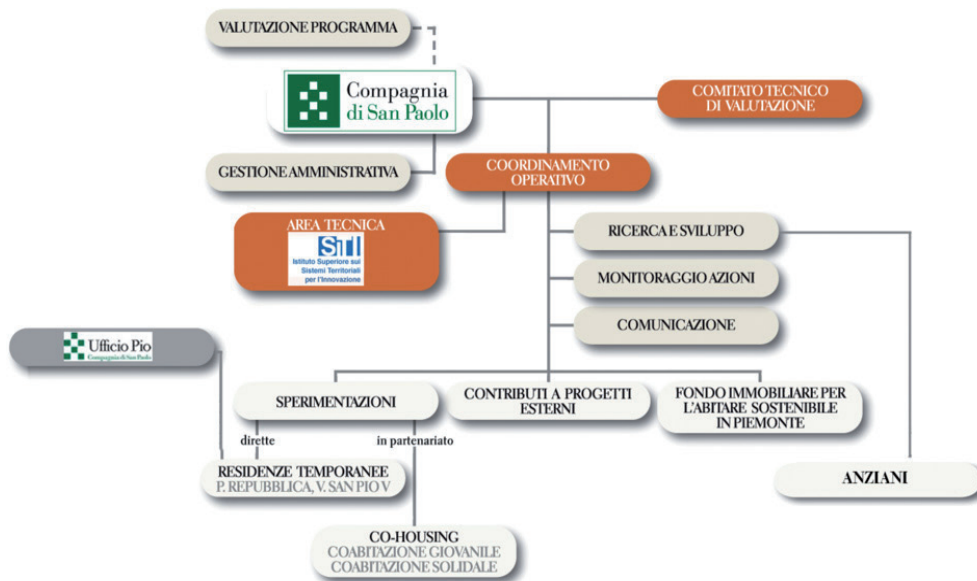 VALUTAZIONE PROGRAMMA
Compagnia
di San Paolo
COMITATO TECNICO
DI VALUTAZIONE
GESTIONE AMMINISTRATIVA
COORDINAMENTO
OPERATIVO
AREA TECNICA
SiTI
Istituto Superiore sui
Sistemi Territoriali
per l'Innovazione
RICERCA E SVILUPPO
MONITORAGGIO AZIONI
COMUNICAZIONE
Ufficio Pio
Compagnia di San Paolo
SPERIMENTAZIONI
CONTRIBUTI A PROGETTI
ESTERNI
FONDO IMMOBILIARE PER
L'ABITARE SOSTENIBILE
IN PIEMONTE
dirette
in partenariato
RESIDENZE TEMPORANEE
P. REPUBBLICA, V. SAN PIO V
ANZIANI
CO-HOUSING
COABITAZIONE GIOVANILE
COABITAZIONE SOLIDALE